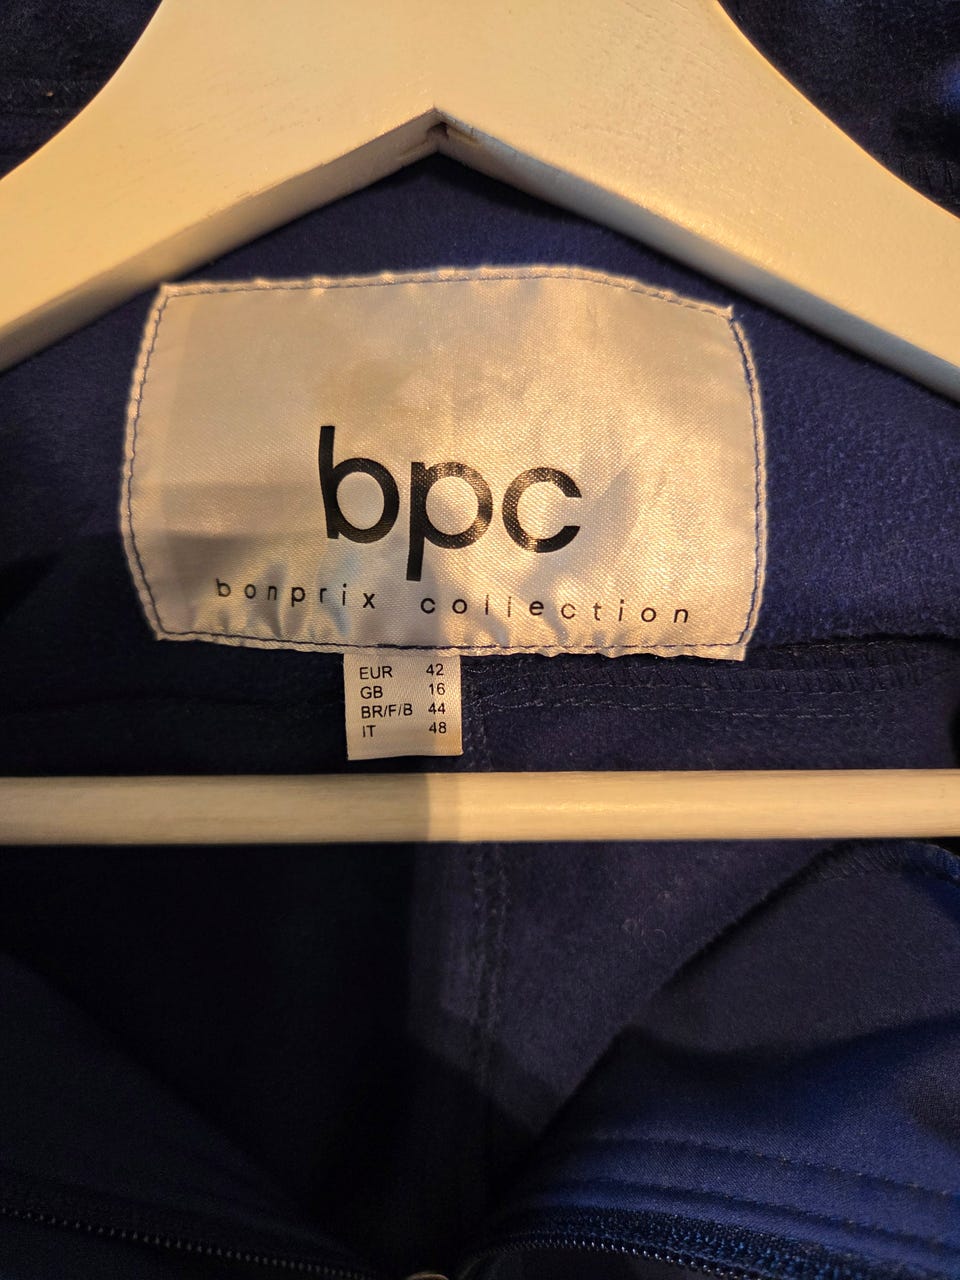 bpc
bonprix collection
EUR 42
GB 16
BR/F/B 44
IT 48